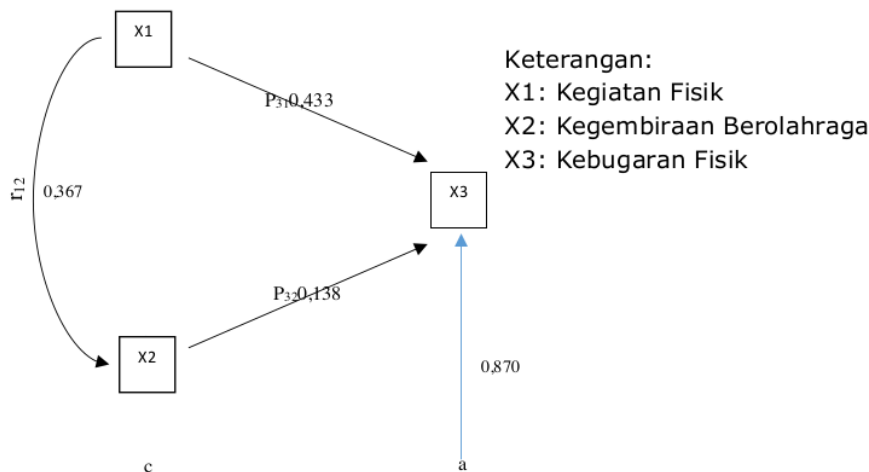 X1
Keterangan:
X1: Kegiatan Fisik
X2: Kegembiraan Berolahraga
X3: Kebugaran Fisik
P₃₁0,433
r₁₂
0,367
X3
P₃₂0,138
X2
0,870
c
a